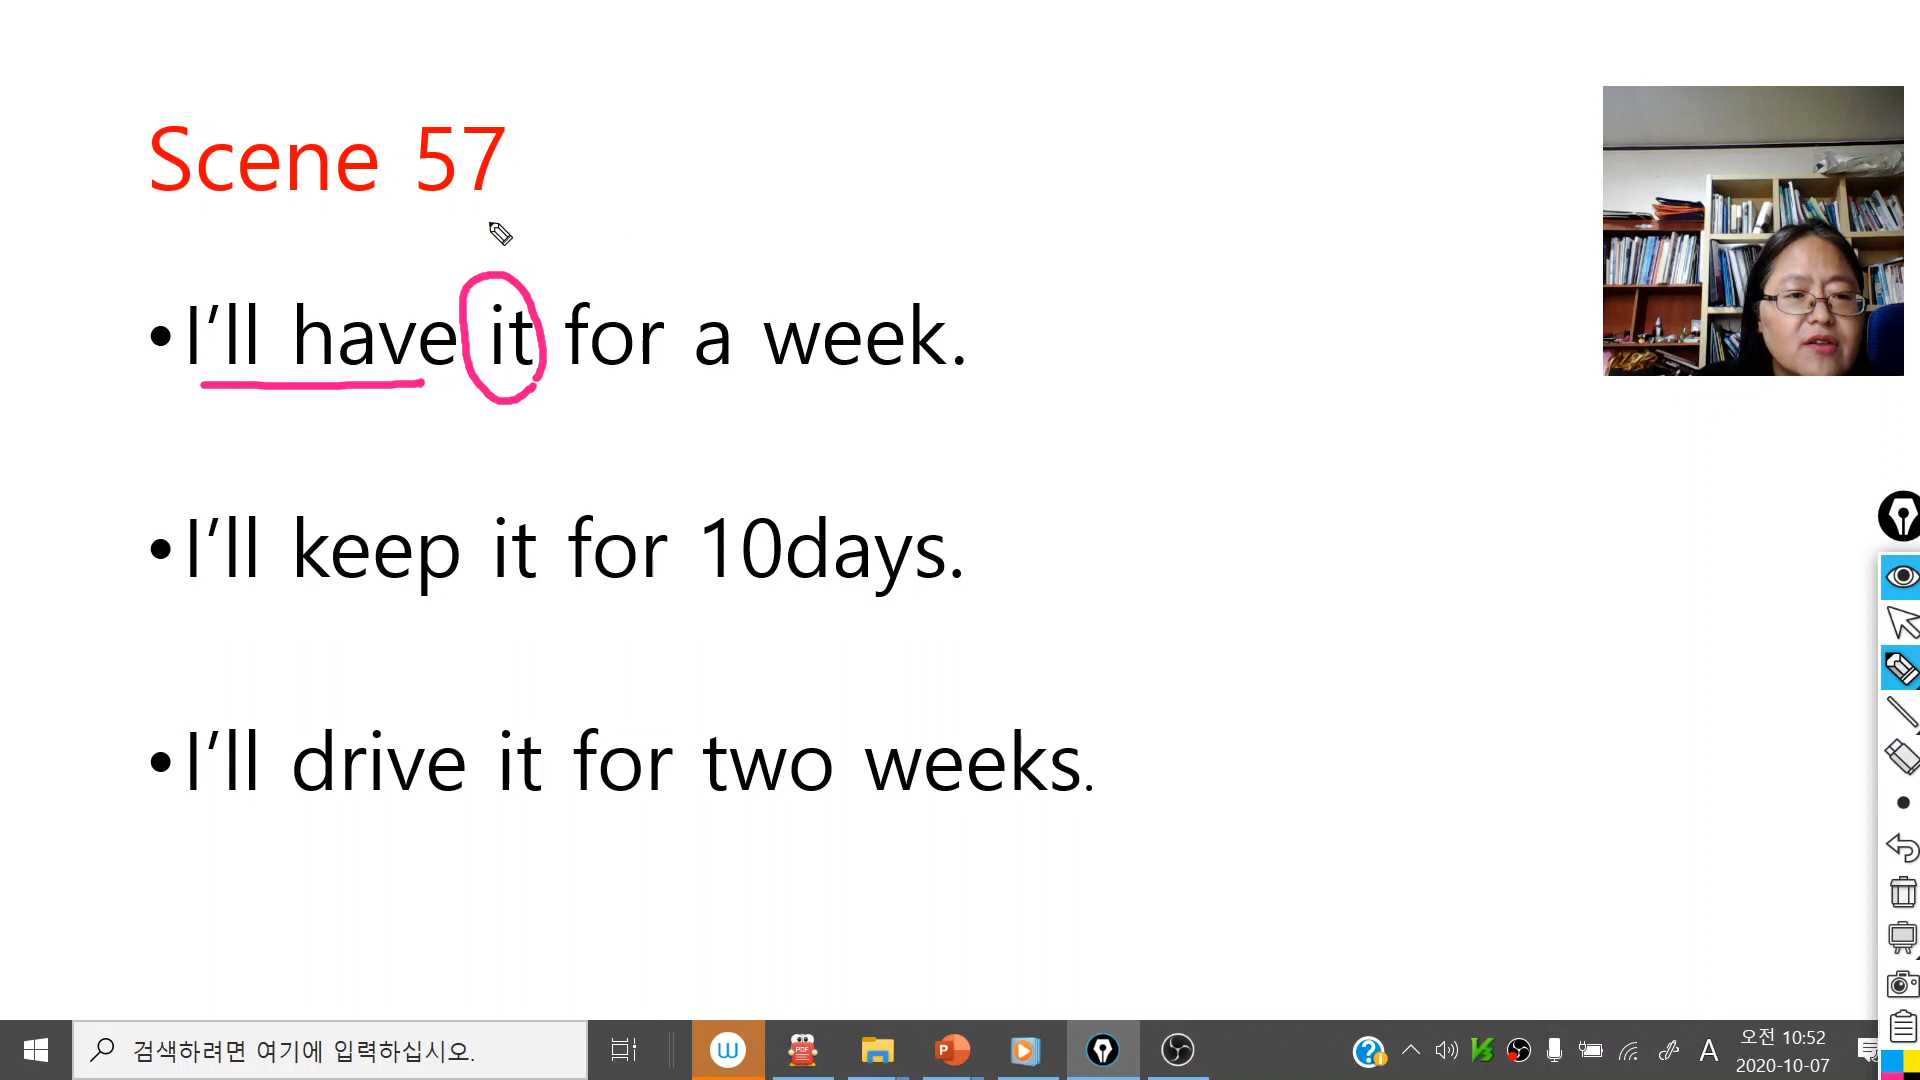 Scene 57
•I’ll have it for a week.
•I’ll keep it for 10days.
•I’ll drive it for two weeks.
검색하려면 여기에 입력하십시오.
W
PDF
P
A
오전 10:52
2020-10-07